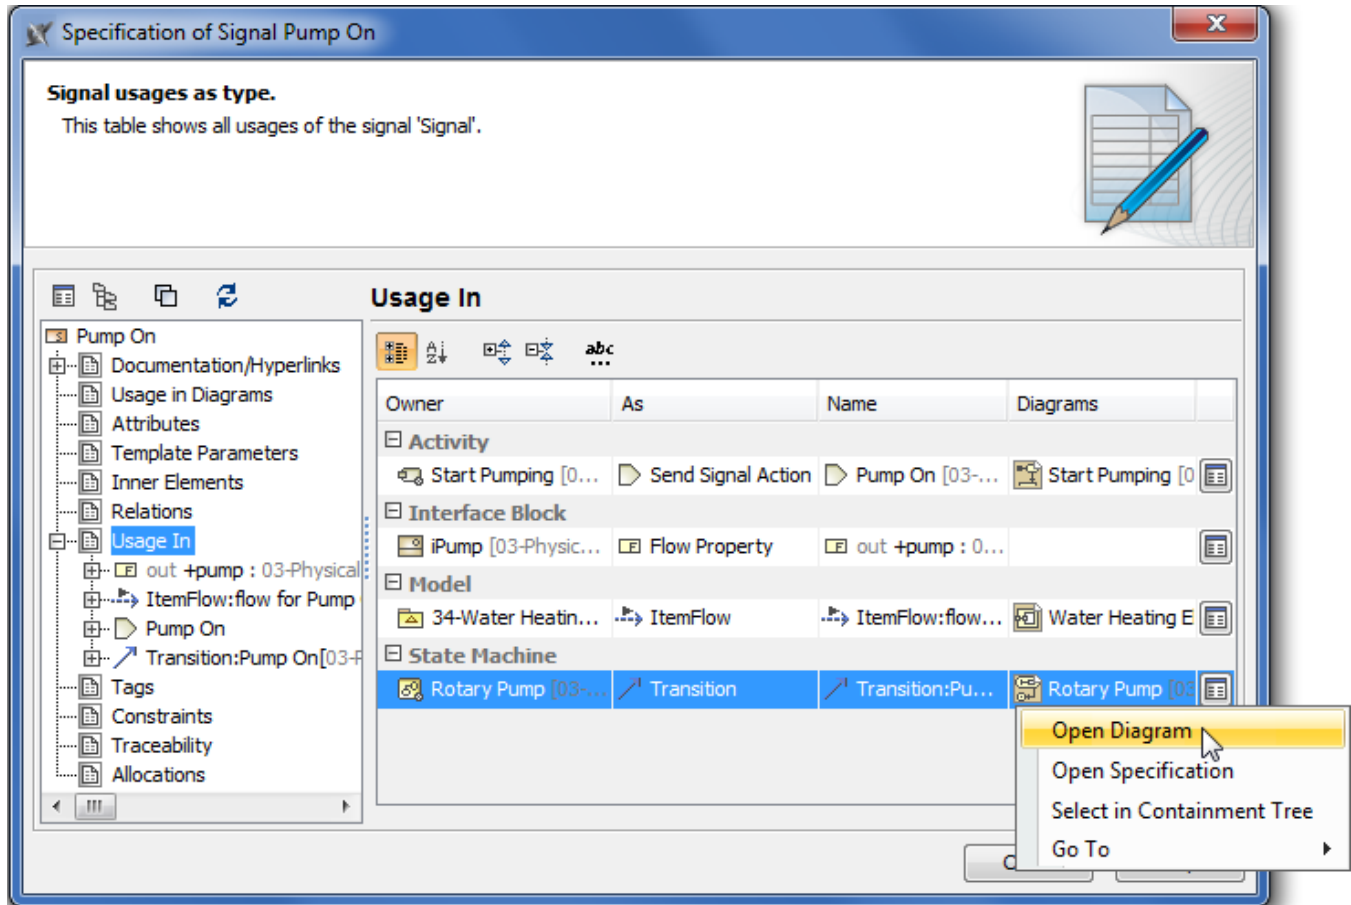 Specification of Signal Pump On
Signal usages as type.
This table shows all usages of the signal 'Signal'.
Usage In
Pump On
Documentation/Hyperlinks
Usage in Diagrams
Attributes
Template Parameters
Inner Elements
Relations
Usage In
out +pump : 03-Physical
ItemFlow:flow for Pump
Pump On
Transition:Pump On[03-
Tags
Constraints
Traceability
Allocations
abc
Owner As Name Diagrams
Activity
Start Pumping [0... Send Signal Action Pump On [03-... Start Pumping [0
Interface Block
iPump [03-Physic... Flow Property out +pump : 0...
Model
34-Water Heatin... ItemFlow ItemFlow:flow... Water Heating E
State Machine
Rotary Pump [03-... Transition Transition:Pu... Rotary Pump [03
Open Diagram
Open Specification
Select in Containment Tree
Go To